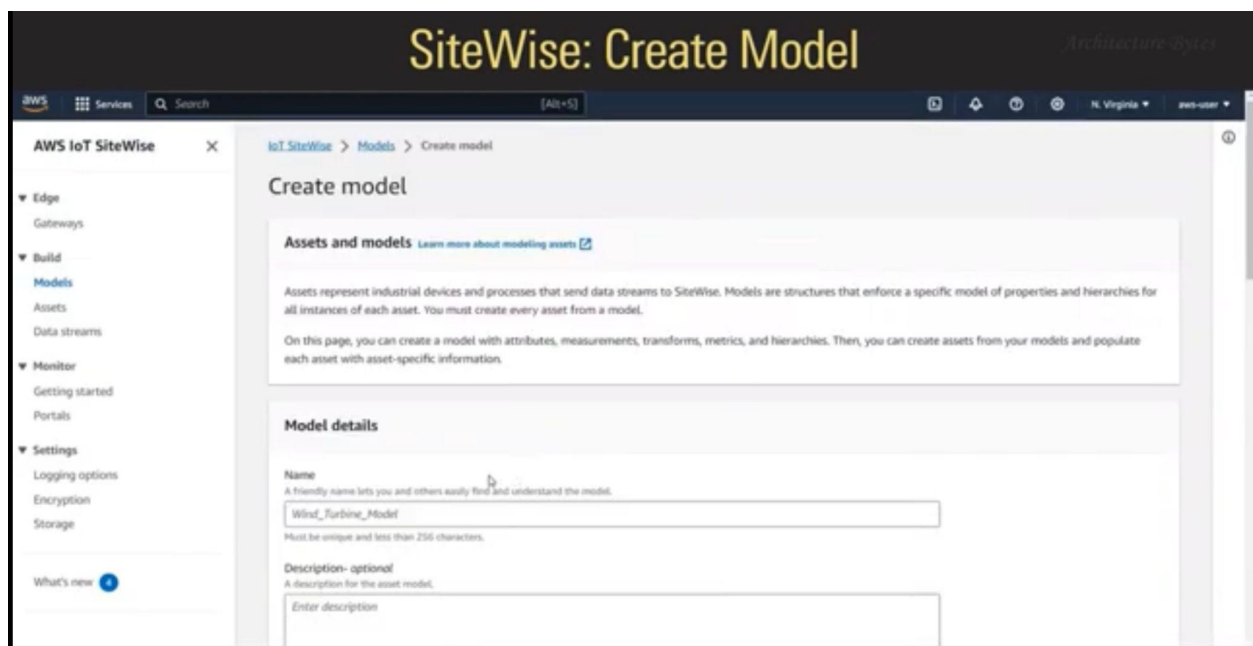 SiteWise: Create Model
Architecture Bytes
aws Services Search [Alt+S] N. Virginia aws-user
AWS IoT SiteWise
Edge
Gateways
Build
Models
Assets
Data streams
Monitor
Getting started
Portals
Settings
Logging options
Encryption
Storage
What's new 4
IoT SiteWise > Models > Create model
Create model
Assets and models Learn more about modeling assets
Assets represent industrial devices and processes that send data streams to SiteWise. Models are structures that enforce a specific model of properties and hierarchies for
all instances of each asset. You must create every asset from a model.
On this page, you can create a model with attributes, measurements, transforms, metrics, and hierarchies. Then, you can create assets from your models and populate
each asset with asset-specific information.
Model details
Name
A friendly name lets you and others easily find and understand the model.
Wind_Turbine_Model
Must be unique and less than 256 characters.
Description- optional
A description for the asset model.
Enter description